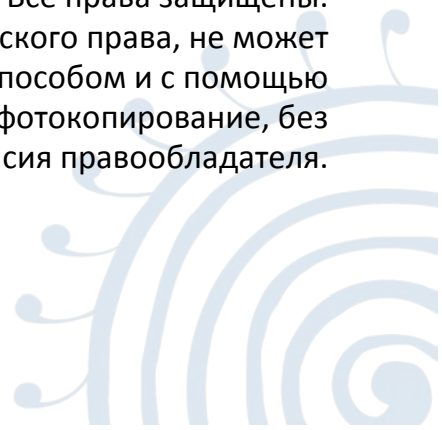 Все права защищены.
ского права, не может
пособом и с помощью
фотокопирование, без
сия правообладателя.